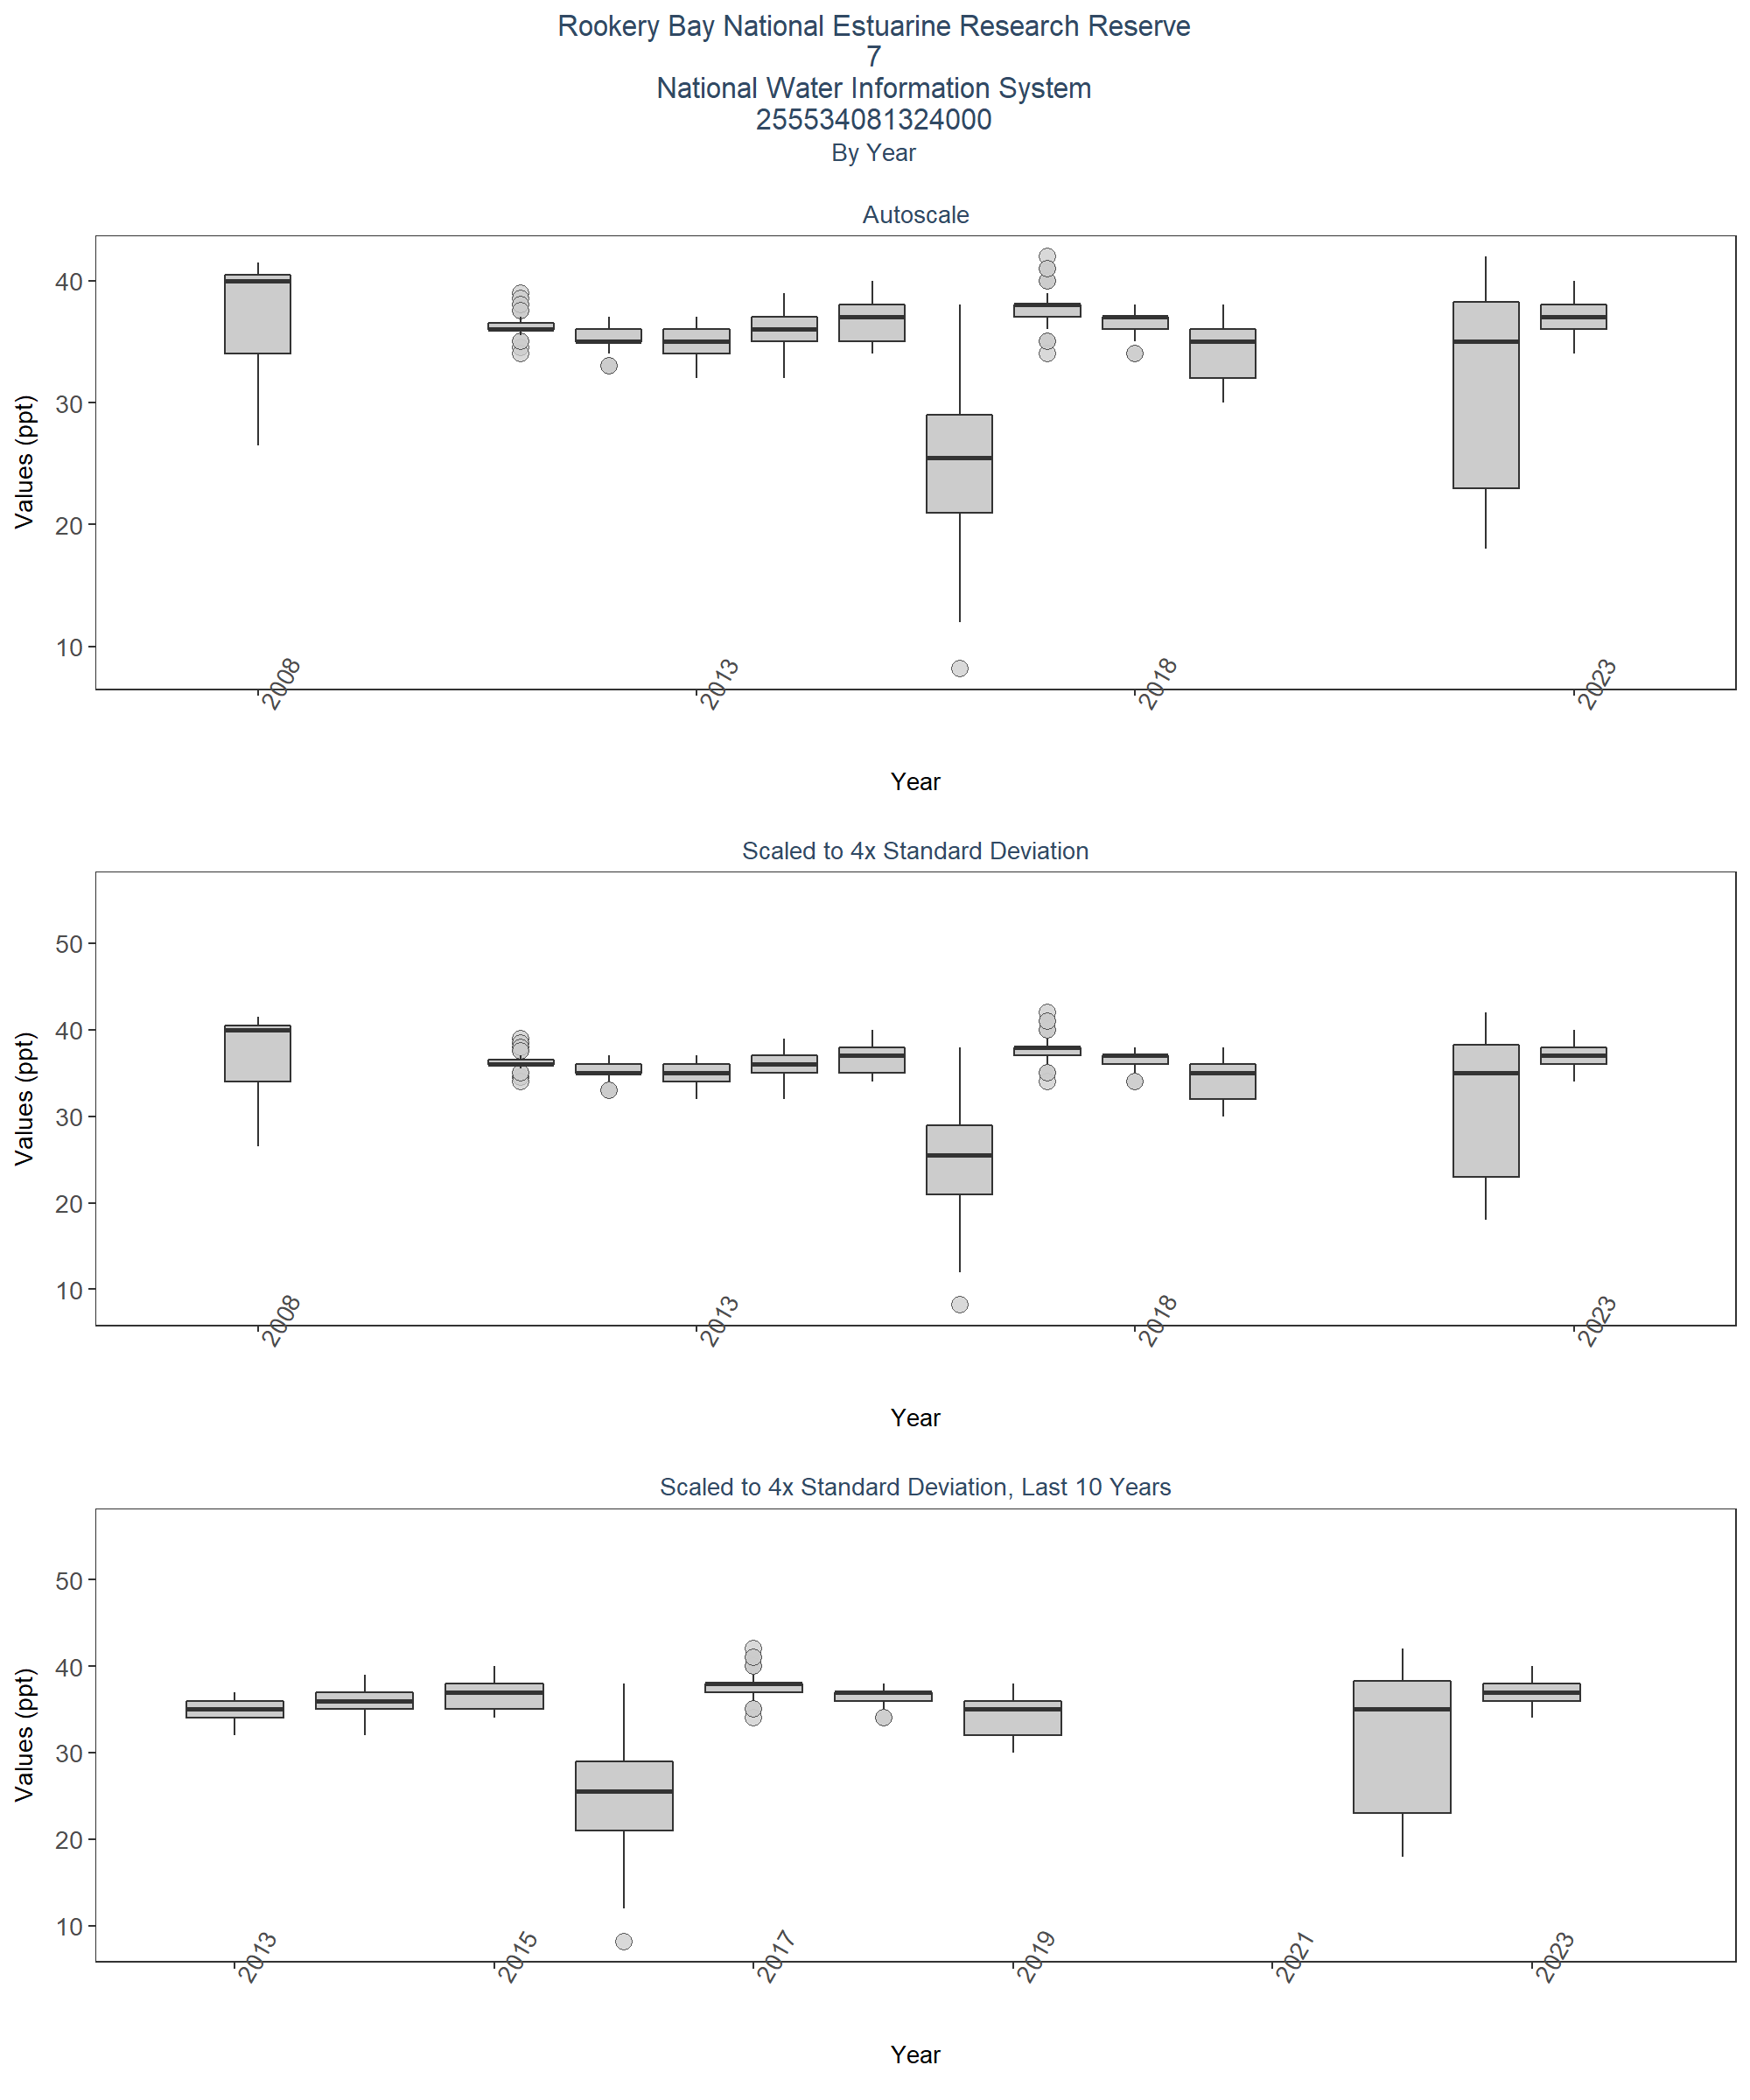 Rookery Bay National Estuarine Research Reserve
7
National Water Information System
255534081324000
By Year
Autoscale
Values (ppt)
40
30
20
10
2008
2013
2018
2023
Year
Scaled to 4x Standard Deviation
Values (ppt)
50
40
30
20
10
2008
2013
2018
2023
Year
Scaled to 4x Standard Deviation, Last 10 Years
Values (ppt)
50
40
30
20
10
2013
2015
2017
2019
2021
2023
Year